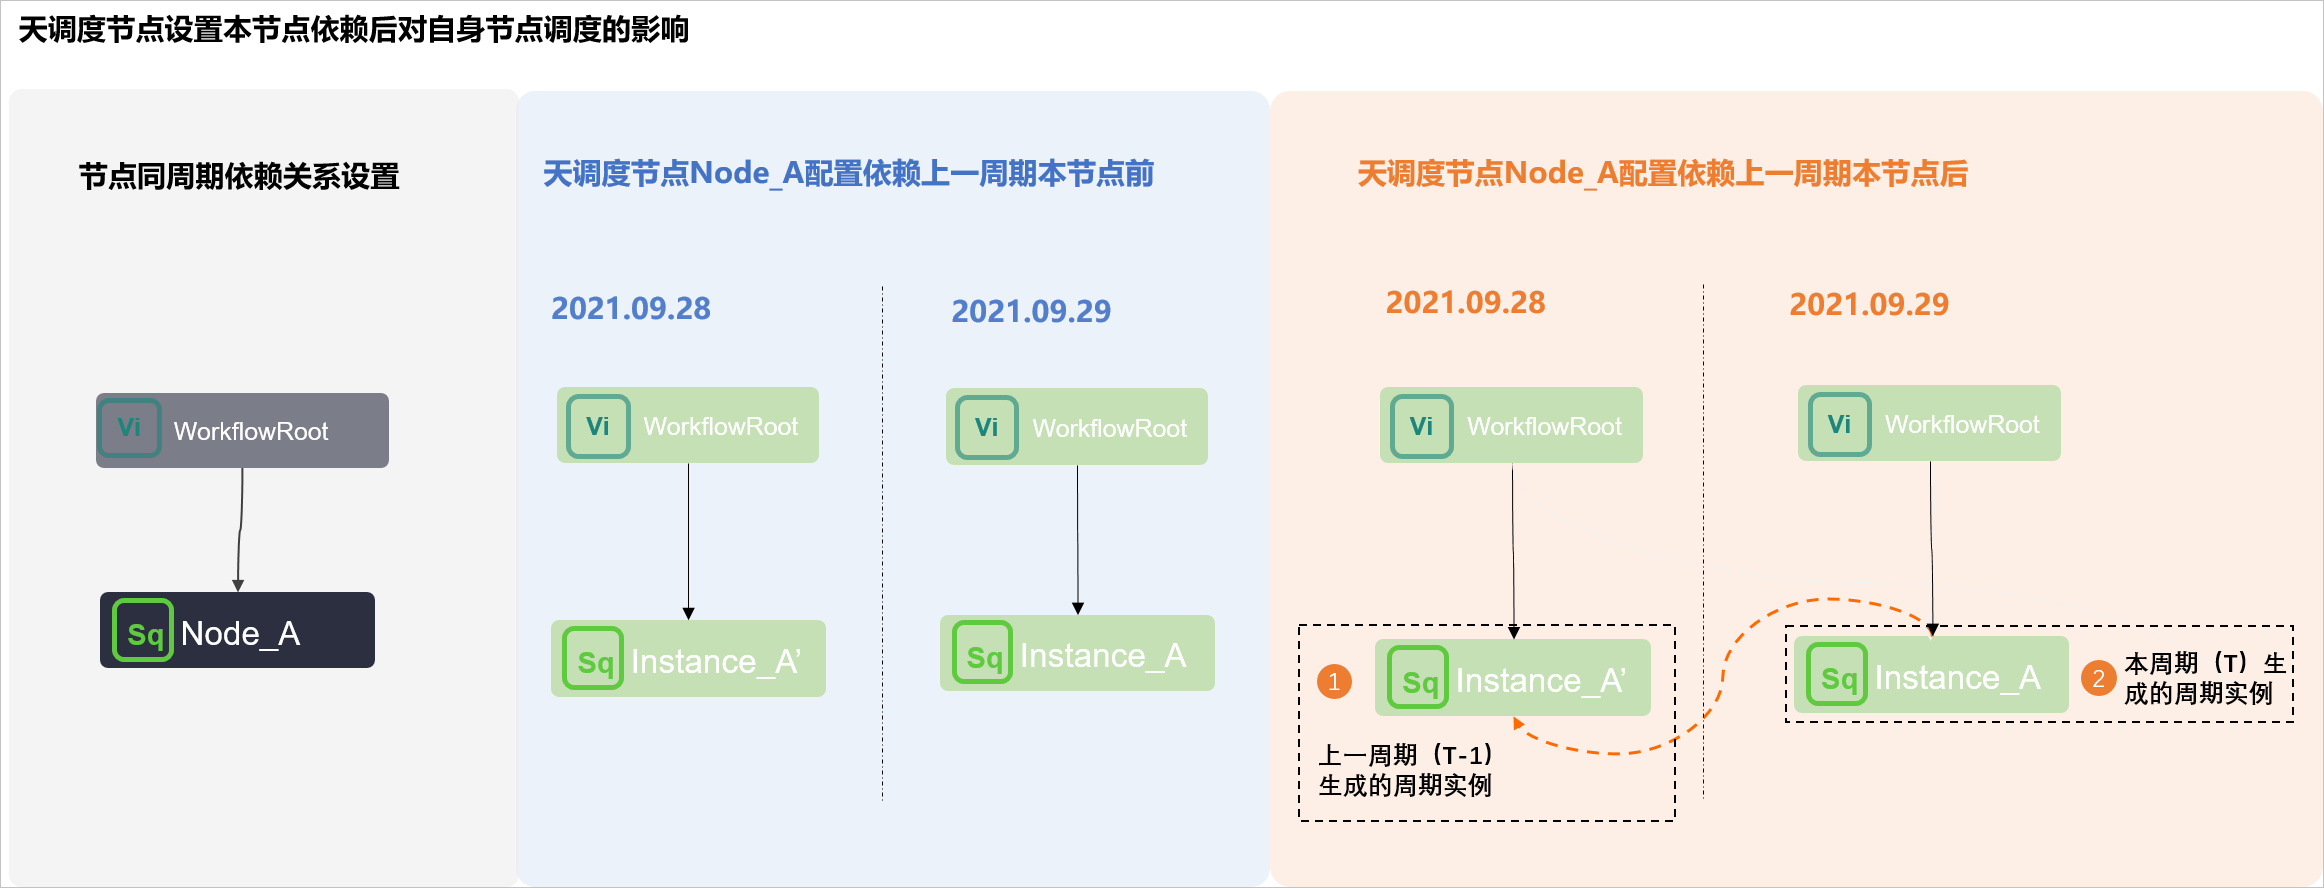 天调度节点设置本节点依赖后对自身节点调度的影响
节点同周期依赖关系设置
Vi WorkflowRoot
Sq Node_A
天调度节点Node_A配置依赖上一周期本节点前
2021.09.28
2021.09.29
Vi WorkflowRoot
Vi WorkflowRoot
Sq Instance_A’
Sq Instance_A
天调度节点Node_A配置依赖上一周期本节点后
2021.09.28
2021.09.29
Vi WorkflowRoot
Vi WorkflowRoot
1 Sq Instance_A’
上一周期（T-1）
生成的周期实例
Sq Instance_A
2 本周期（T）生
成的周期实例